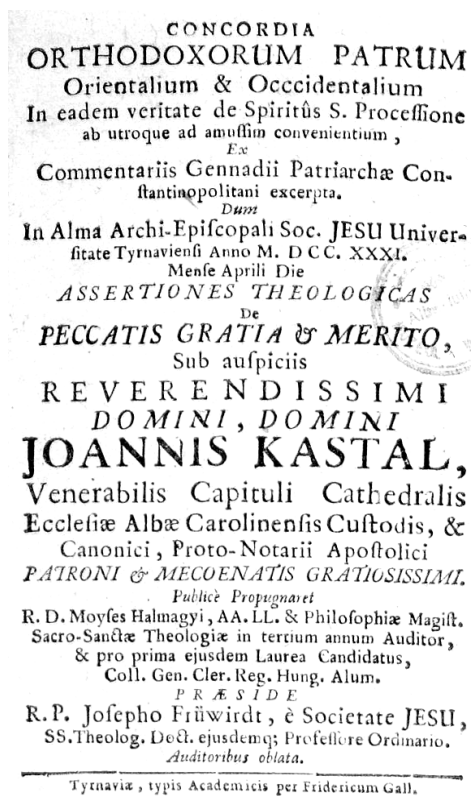 CONCORDIA
ORTHODOXORUM PATRUM
Orientalium & Occcidentalium
In eadem veritate de Spiritûs S. Proceſſione
ab utroque ad amuſſim convenientium,
Ex
Commentariis Gennadii Patriarchæ Con-
ſtantinopolitani excerpta.
Dum
In Alma Archi-Epiſcopali Soc. JESU Univer-
ſitate Tyrnavienſi Anno M. DCC. XXXI.
Menſe Aprili Die
ASSERTIONES THEOLOGICAS
De
PECCATIS GRATIA & MERITO,
Sub auſpiciis
REVERENDISSIMI
DOMINI, DOMINI
JOANNIS KASTAL,
Venerabilis Capituli Cathedralis
Eccleſiæ Albæ Carolinenſis Cuſtodis, &
Canonici, Proto-Notarii Apoſtolici
PATRONI & MECOENATIS GRATIOSISSIMI.
Publicè Propugnaret
R. D. Moyſes Halmagyi, AA. LL. & Philoſophiæ Magiſt.
Sacro-Sanctæ Theologiæ in tertium annum Auditor,
& pro prima ejusdem Laurea Candidatus,
Coll. Gen. Cler. Reg. Hung. Alum.
PRÆSIDE
R. P. Joſepho Früwirdt, è Societate JESU,
SS. Theolog. Doct. ejusdemq; Profeſſore Ordinario.
Auditoribus oblata.
Tyrnaviæ, typis Academicis per Fridericum Gall.